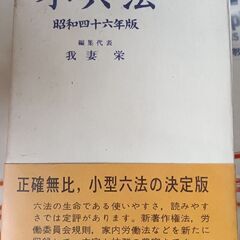 小六法
昭和四十六年版
編集代表
我妻 栄
正確無比,小型六法の決定版
六法の生命である使いやすさ,読みやす
さでは定評があります。新著作権法,労
働委員会規則,家内労働法などを新たに